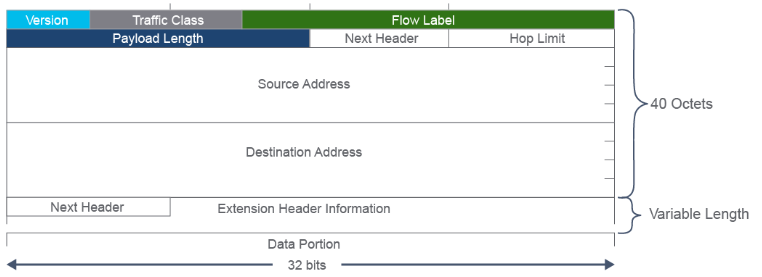 Version Traffic Class Flow Label
Payload Length Next Header Hop Limit
Source Address
40 Octets
Destination Address
Next Header Extension Header Information
Variable Length
Data Portion
32 bits